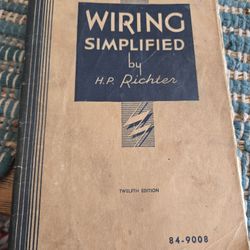 WIRING
SIMPLIFIED
by
H.P. Richter
TWELFTH EDITION
84-9008